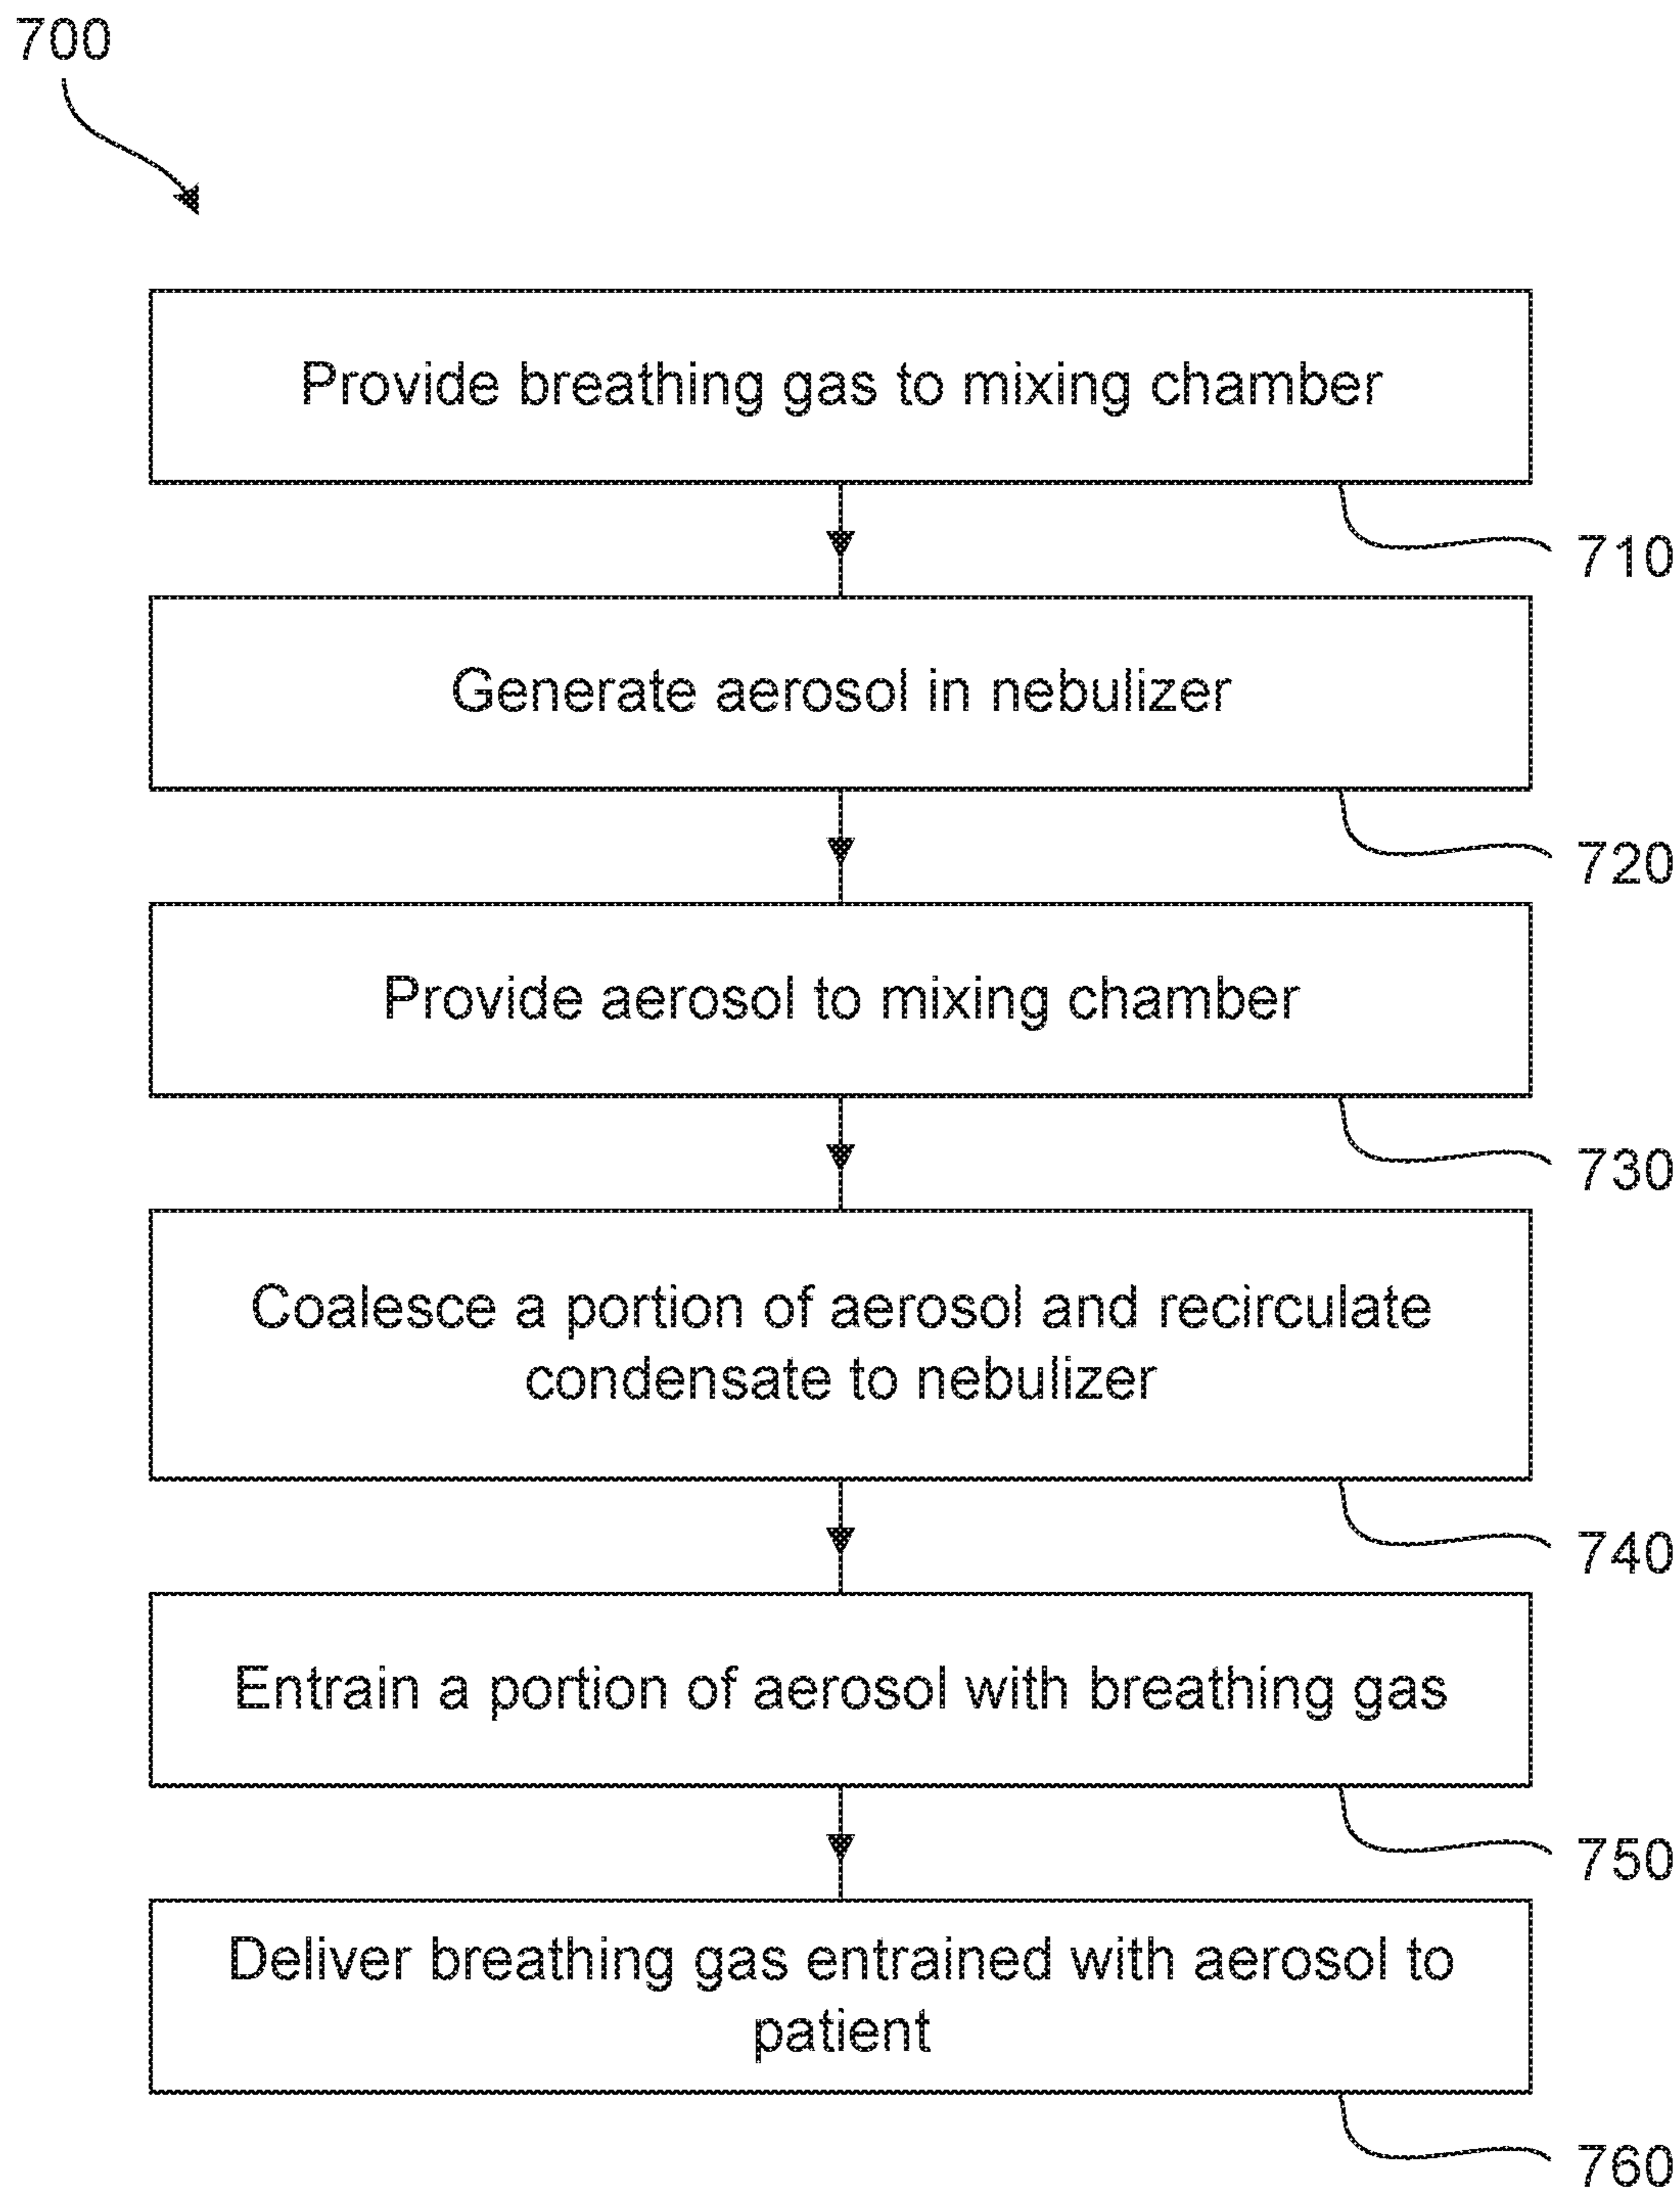 700
Provide breathing gas to mixing chamber
710
Generate aerosol in nebulizer
720
Provide aerosol to mixing chamber
730
Coalesce a portion of aerosol and recirculate
condensate to nebulizer
740
Entrain a portion of aerosol with breathing gas
750
Deliver breathing gas entrained with aerosol to
patient
760